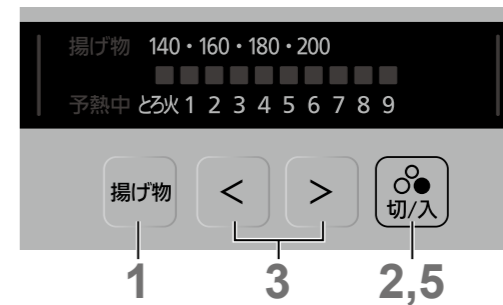 揚げ物 140・160・180・200
予熱中 とろ火 1 2 3 4 5 6 7 8 9
揚げ物 < > 切/入
1 3 2,5